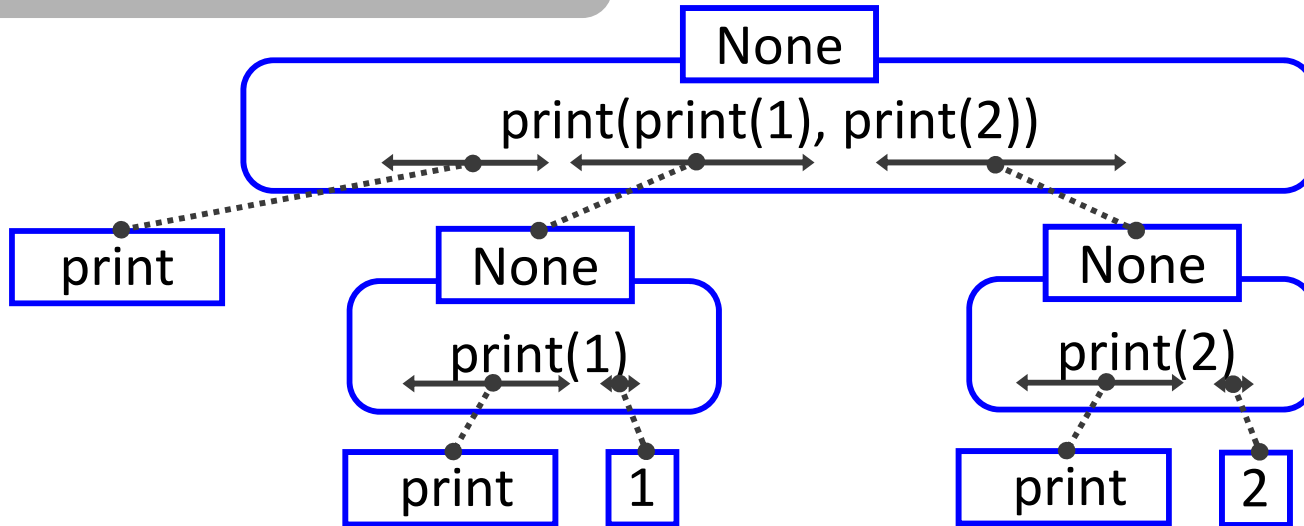 None
print(print(1), print(2))
print
None
None
print(1)
print(2)
print
1
print
2